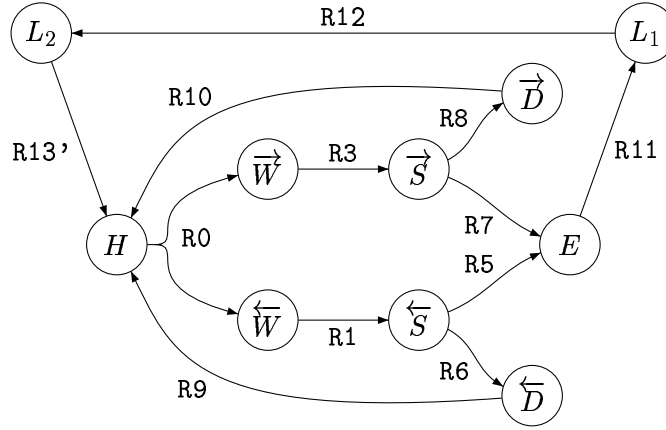 R12
L₂
L₁
R10
→D
R8
R13'
R11
→W
R3
→S
H
R0
R7
E
R5
←W
R1
←S
R6
R9
←D